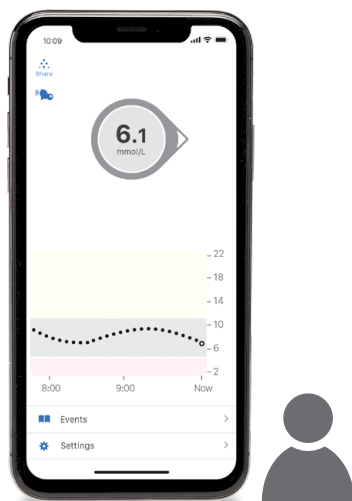 10:09
Share
6.1
mmol/L
22
18
14
10
6
2
8:00 9:00 Now
Events
Settings